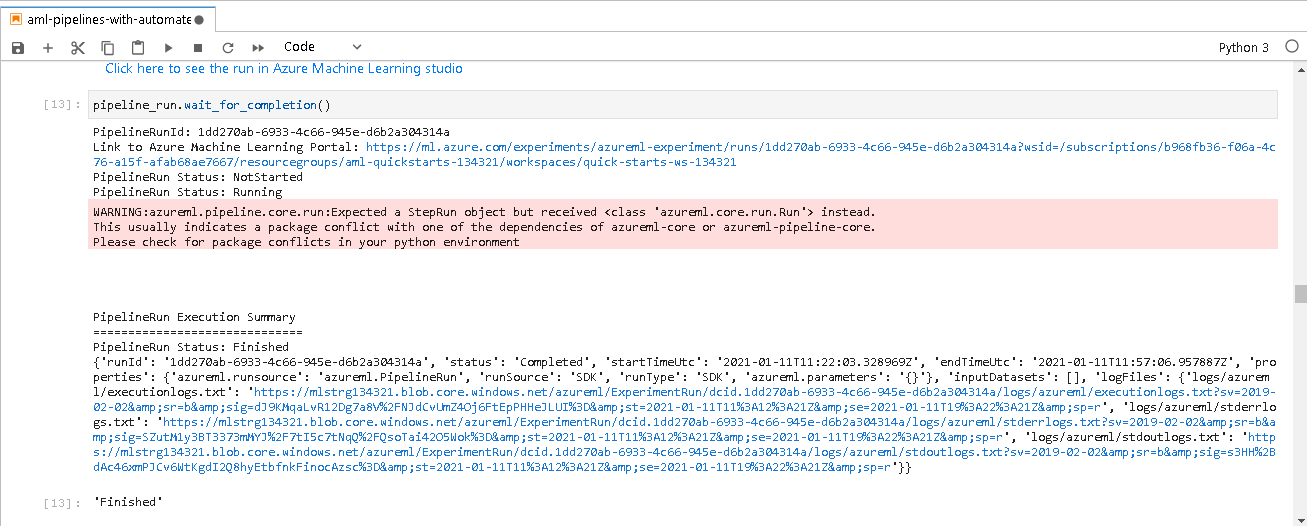 aml-pipelines-with-automate
Code
Python 3
Click here to see the run in Azure Machine Learning studio
[13]: pipeline_run.wait_for_completion()
PipelineRunId: 1dd270ab-6933-4c66-945e-d6b2a304314a
Link to Azure Machine Learning Portal: https://ml.azure.com/experiments/azureml-experiment/runs/1dd270ab-6933-4c66-945e-d6b2a304314a?wsid=/subscriptions/b968fb36-f06a-4c
76-a15f-afab68ae7667/resourcegroups/aml-quickstarts-134321/workspaces/quick-starts-ws-134321
PipelineRun Status: NotStarted
PipelineRun Status: Running
WARNING:azureml.pipeline.core.run:Expected a StepRun object but received <class 'azureml.core.run.Run'> instead.
This usually indicates a package conflict with one of the dependencies of azureml-core or azureml-pipeline-core.
Please check for package conflicts in your python environment
PipelineRun Execution Summary
==============================
PipelineRun Status: Finished
{'runId': '1dd270ab-6933-4c66-945e-d6b2a304314a', 'status': 'Completed', 'startTimeUtc': '2021-01-11T11:22:03.328969Z', 'endTimeUtc': '2021-01-11T11:57:06.957887Z', 'pro
perties': {'azureml.runsource': 'azureml.PipelineRun', 'runSource': 'SDK', 'runType': 'SDK', 'azureml.parameters': '{}'}, 'inputDatasets': [], 'logFiles': {'logs/azurem
l/executionlogs.txt': 'https://mlstrg134321.blob.core.windows.net/azureml/ExperimentRun/dcid.1dd270ab-6933-4c66-945e-d6b2a304314a/logs/azureml/executionlogs.txt?sv=2019-
02-02&amp;sr=b&amp;sig=dJ9KMqaLvR12Dg7a8V%2FNJdCvUmZ4Oj6FtEpPHHeJLUI%3D&amp;st=2021-01-11T11%3A12%3A21Z&amp;se=2021-01-11T19%3A22%3A21Z&amp;sp=r', 'logs/azureml/stderrl
ogs.txt': 'https://mlstrg134321.blob.core.windows.net/azureml/ExperimentRun/dcid.1dd270ab-6933-4c66-945e-d6b2a304314a/logs/azureml/stderrlogs.txt?sv=2019-02-02&amp;sr=b&a
mp;sig=SZutM1y3BT3373mMYJ%2F7tI5c7tNqQ%2FQsoTai42O5Wok%3D&amp;st=2021-01-11T11%3A12%3A21Z&amp;se=2021-01-11T19%3A22%3A21Z&amp;sp=r', 'logs/azureml/stdoutlogs.txt': 'http
s://mlstrg134321.blob.core.windows.net/azureml/ExperimentRun/dcid.1dd270ab-6933-4c66-945e-d6b2a304314a/logs/azureml/stdoutlogs.txt?sv=2019-02-02&amp;sr=b&amp;sig=s3HH%2B
dAc46xmPJCv6WtKgdI2Q8hyEtbfnkFinocAzsc%3D&amp;st=2021-01-11T11%3A12%3A21Z&amp;se=2021-01-11T19%3A22%3A21Z&amp;sp=r'}}
[13]: 'Finished'